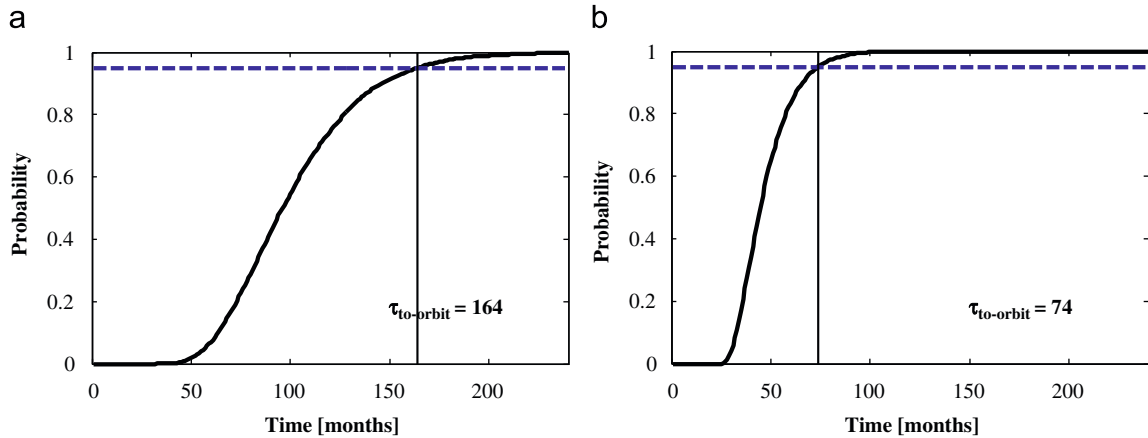 a
1
0.8
0.6
0.4
0.2
0
Probability
0 50 100 150 200
Time [months]
τto-orbit = 164
b
1
0.8
0.6
0.4
0.2
0
Probability
0 50 100 150 200
Time [months]
τto-orbit = 74